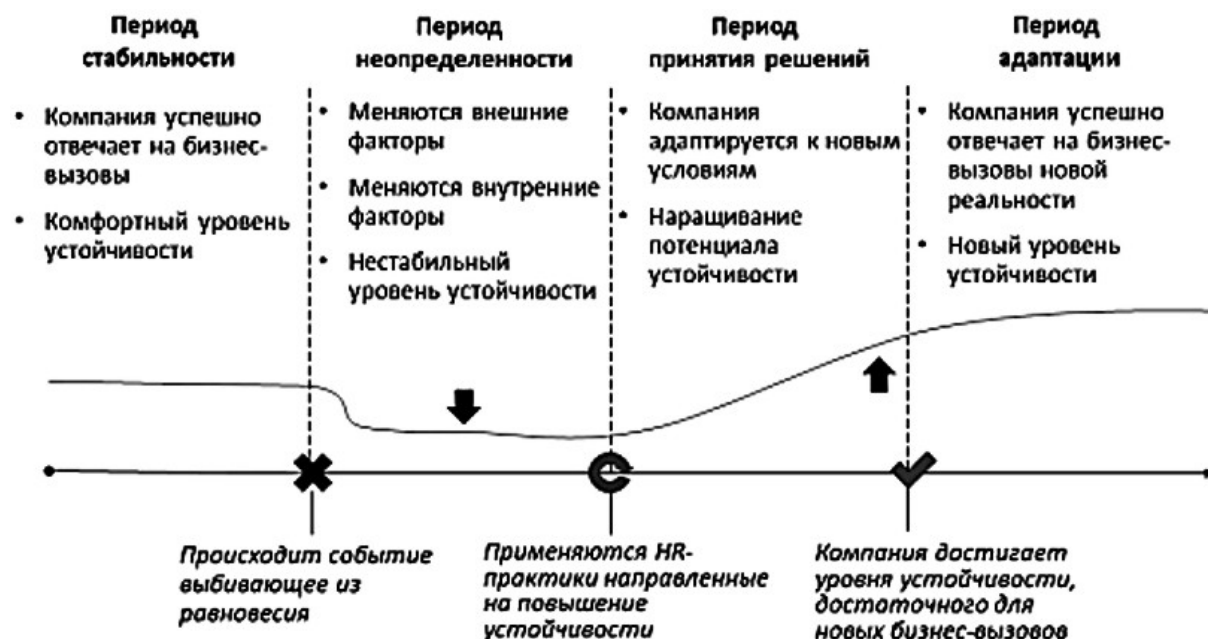 Период
стабильности
• Компания успешно
отвечает на бизнес-
вызовы
• Комфортный уровень
устойчивости
Период
неопределенности
• Меняются внешние
факторы
• Меняются внутренние
факторы
• Нестабильный
уровень устойчивости
Период
принятия решений
• Компания
адаптируется к новым
условиям
• Наращивание
потенциала
устойчивости
Период
адаптации
• Компания успешно
отвечает на бизнес-
вызовы новой
реальности
• Новый уровень
устойчивости
Происходит событие
выбивающее из
равновесия
Применяются HR-
практики направленные
на повышение
устойчивости
Компания достигает
уровня устойчивости,
достаточного для
новых бизнес-вызовов